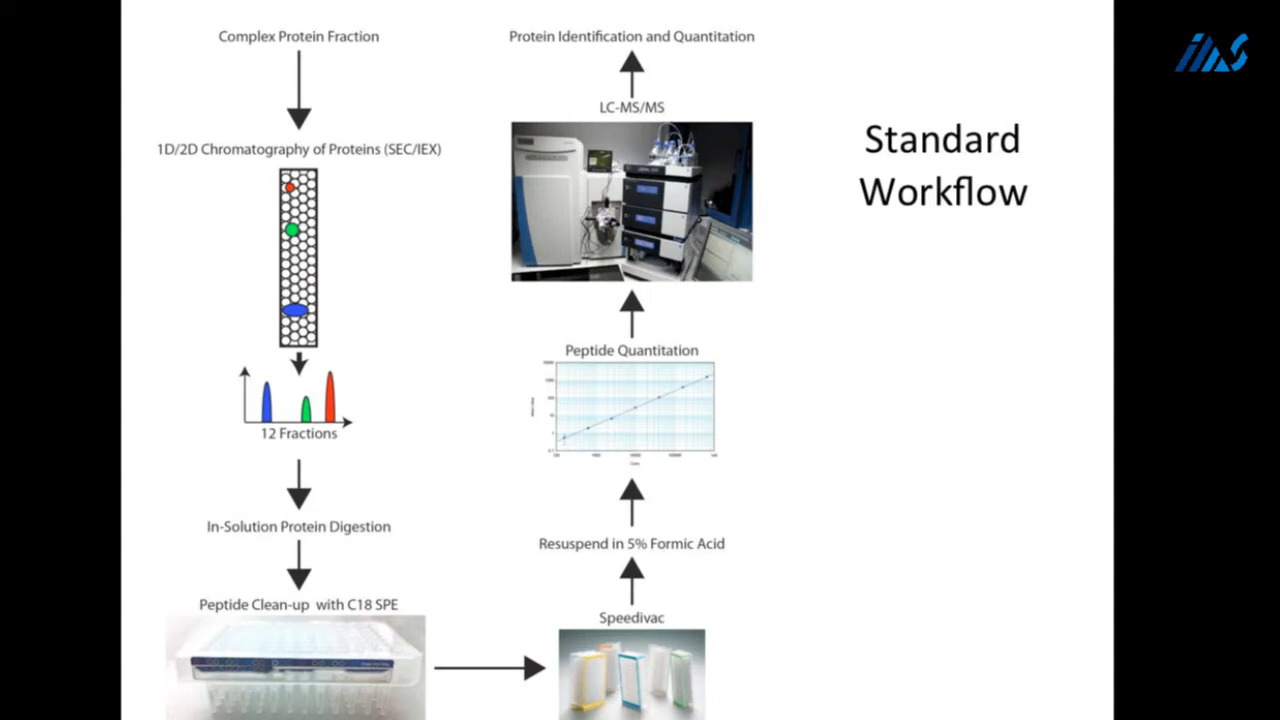 Complex Protein Fraction
1D/2D Chromatography of Proteins (SEC/IEX)
12 Fractions
In-Solution Protein Digestion
Peptide Clean-up with C18 SPE
Speedivac
Resuspend in 5% Formic Acid
Peptide Quantitation
LC-MS/MS
Protein Identification and Quantitation
Standard
Workflow